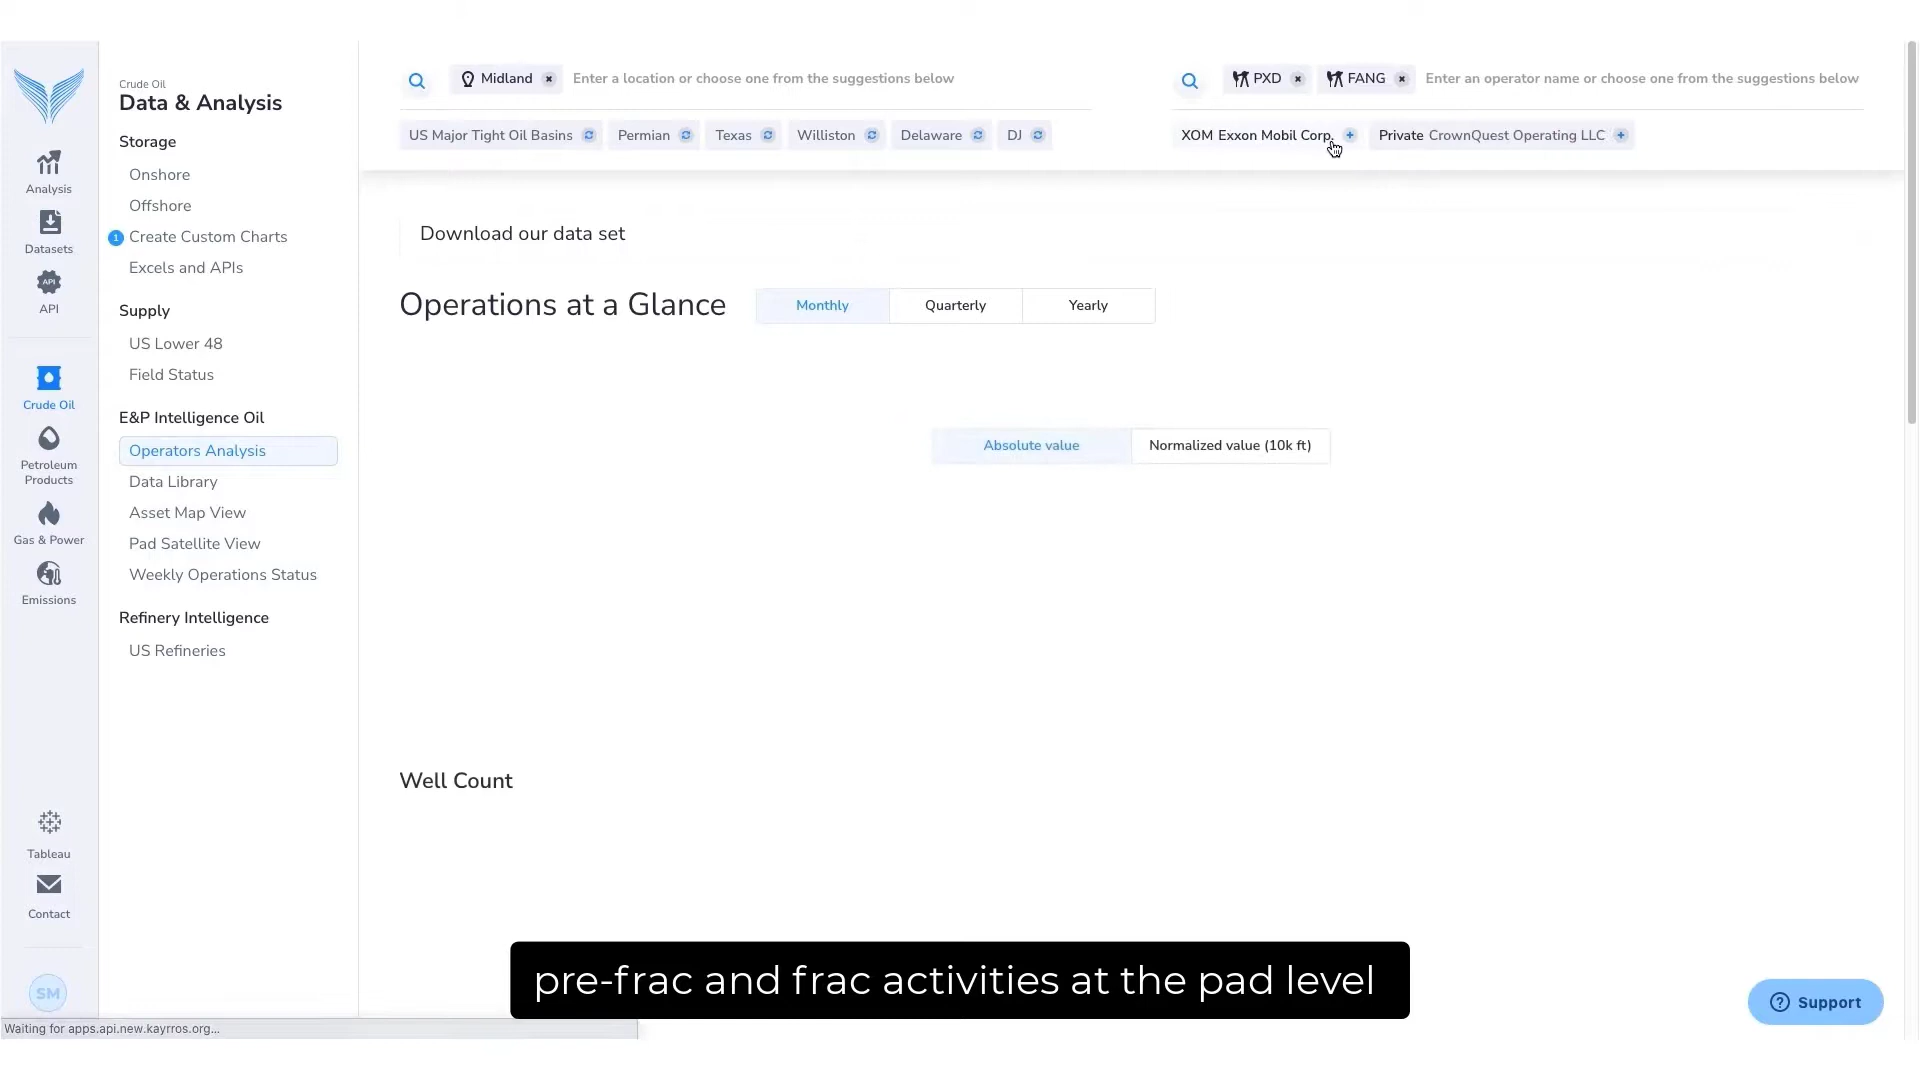 Crude Oil
Data & Analysis
Storage
Onshore
Offshore
1 Create Custom Charts
Excels and APIs
Supply
US Lower 48
Field Status
E&P Intelligence Oil
Operators Analysis
Data Library
Asset Map View
Pad Satellite View
Weekly Operations Status
Refinery Intelligence
US Refineries
Analysis
Datasets
API
API
Crude Oil
Petroleum
Products
Gas & Power
Emissions
Tableau
Contact
SM
Midland Enter a location or choose one from the suggestions below
US Major Tight Oil Basins Permian Texas Williston Delaware DJ
PXD FANG Enter an operator name or choose one from the suggestions below
XOM Exxon Mobil Corp. Private CrownQuest Operating LLC
Download our data set
Operations at a Glance Monthly Quarterly Yearly
Absolute value Normalized value (10k ft)
Well Count
pre-frac and frac activities at the pad level
Support
Waiting for apps.api.new.kayrros.org...